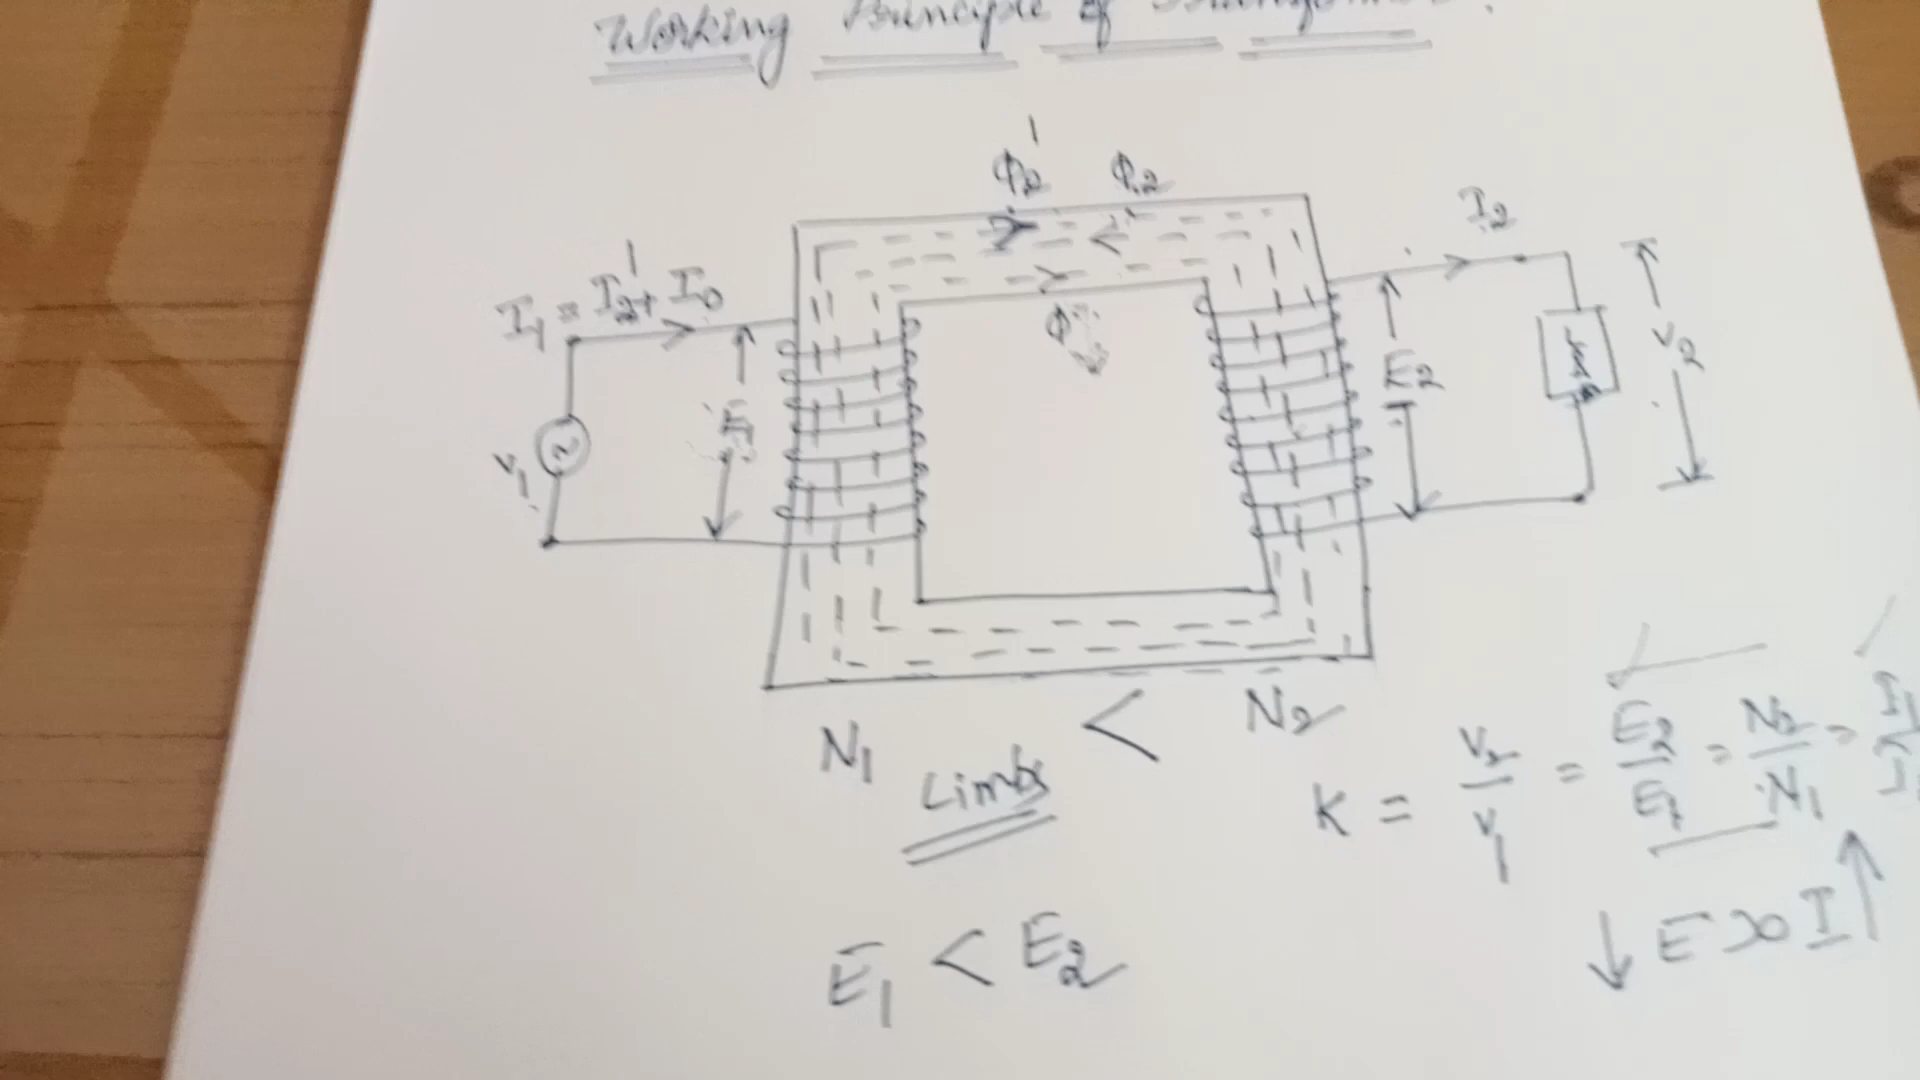 Working Principle of
Φ2' Φ2
I2
I1 = I2' + I0
Φ
V1 E1 E2 V2
N1 < N2
Limbs
K = V2/V1 = E2/E1 = N2/N1 = I1/
E1 < E2
↓ E ∝ I ↑